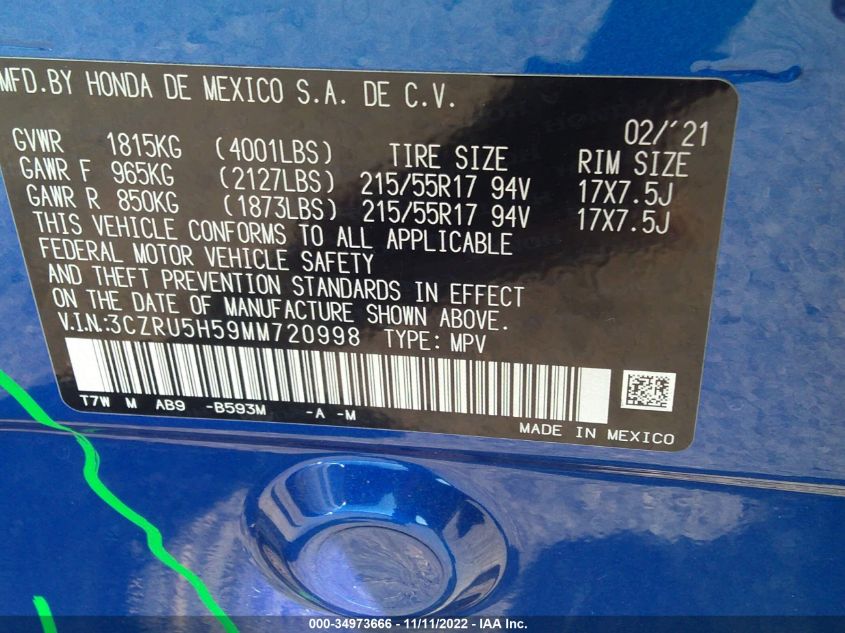 MFD.BY HONDA DE MEXICO S.A. DE C.V.
02/'21
GVWR 1815KG (4001LBS) TIRE SIZE RIM SIZE
GAWR F 965KG (2127LBS) 215/55R17 94V 17X7.5J
GAWR R 850KG (1873LBS) 215/55R17 94V 17X7.5J
THIS VEHICLE CONFORMS TO ALL APPLICABLE
FEDERAL MOTOR VEHICLE SAFETY
AND THEFT PREVENTION STANDARDS IN EFFECT
ON THE DATE OF MANUFACTURE SHOWN ABOVE.
V.I.N.:3CZRU5H59MM720998 TYPE: MPV
T7W M AB9 -B593M -A -M
MADE IN MEXICO
000-34973666 - 11/11/2022 - IAA Inc.